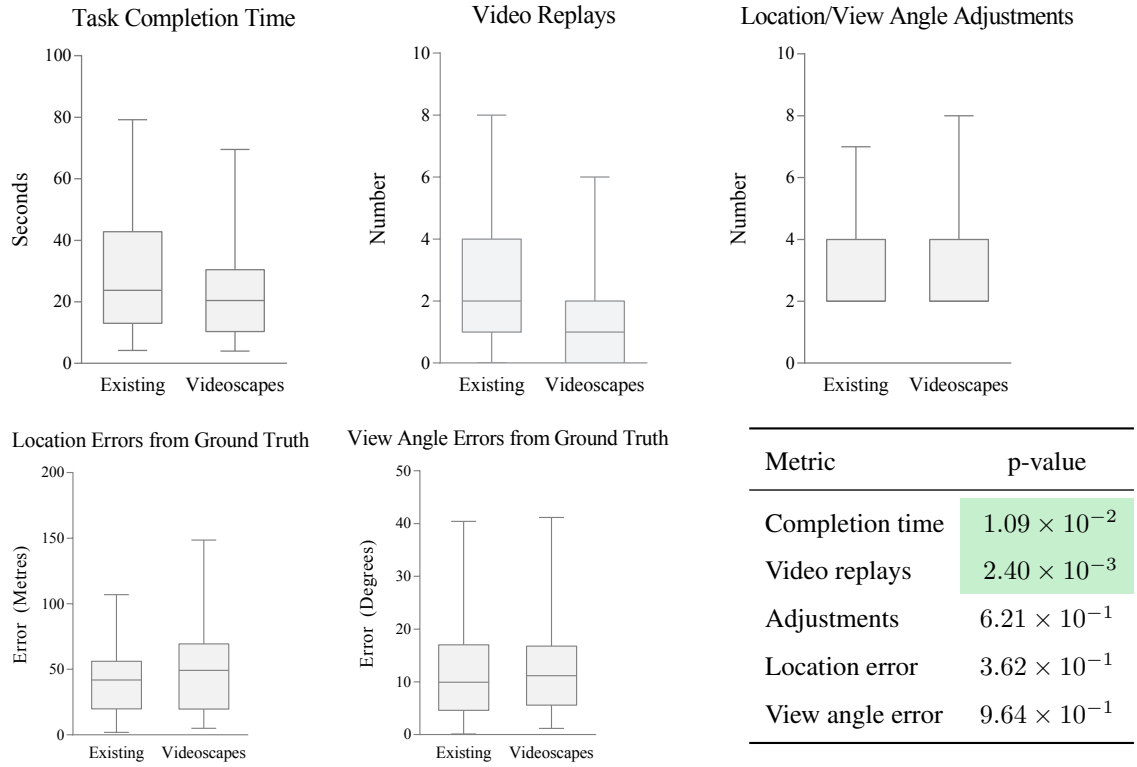 Task Completion Time
Seconds
100
80
60
40
20
0
Existing Videoscapes
Video Replays
Number
10
8
6
4
2
0
Existing Videoscapes
Location/View Angle Adjustments
Number
10
8
6
4
2
0
Existing Videoscapes
Location Errors from Ground Truth
Error (Metres)
200
150
100
50
0
Existing Videoscapes
View Angle Errors from Ground Truth
Error (Degrees)
50
40
30
20
10
0
Existing Videoscapes
Metric p-value
Completion time 1.09 × 10⁻²
Video replays 2.40 × 10⁻³
Adjustments 6.21 × 10⁻¹
Location error 3.62 × 10⁻¹
View angle error 9.64 × 10⁻¹